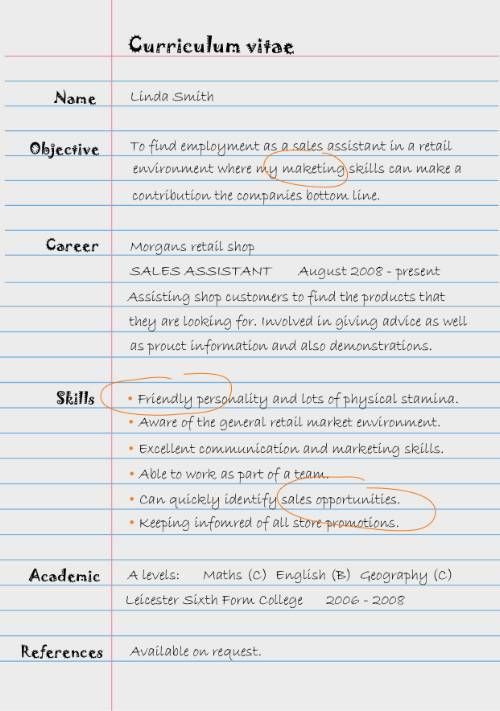 Curriculum vitae
Name Linda Smith
Objective To find employment as a sales assistant in a retail
environment where my maketing skills can make a
contribution the companies bottom line.
Career Morgans retail shop
SALES ASSISTANT August 2008 - present
Assisting shop customers to find the products that
they are looking for. Involved in giving advice as well
as prouct information and also demonstrations.
Skills • Friendly personality and lots of physical stamina.
• Aware of the general retail market environment.
• Excellent communication and marketing skills.
• Able to work as part of a team.
• Can quickly identify sales opportunities.
• Keeping infomred of all store promotions.
Academic A levels: Maths (C) English (B) Geography (C)
Leicester Sixth Form College 2006 - 2008
References Available on request.